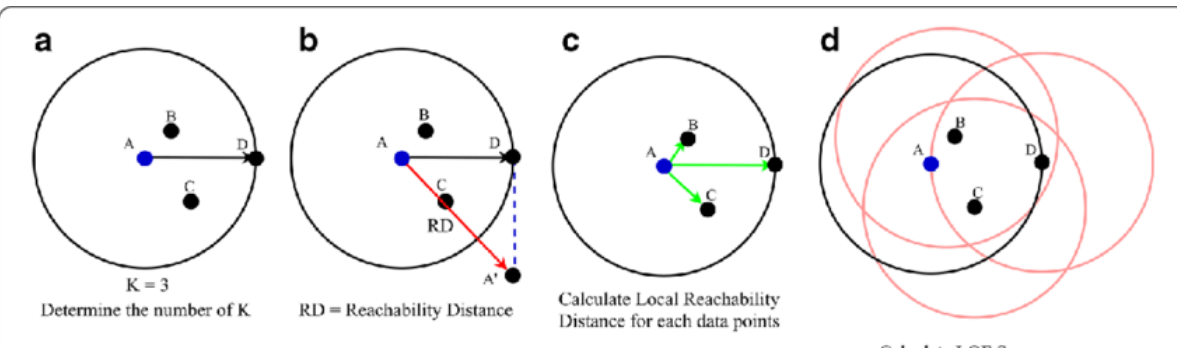 a
b
c
d
A
B
C
D
K = 3
Determine the number of K
A
B
C
D
RD
A'
RD = Reachability Distance
A
B
C
D
Calculate Local Reachability
Distance for each data points
A
B
C
D